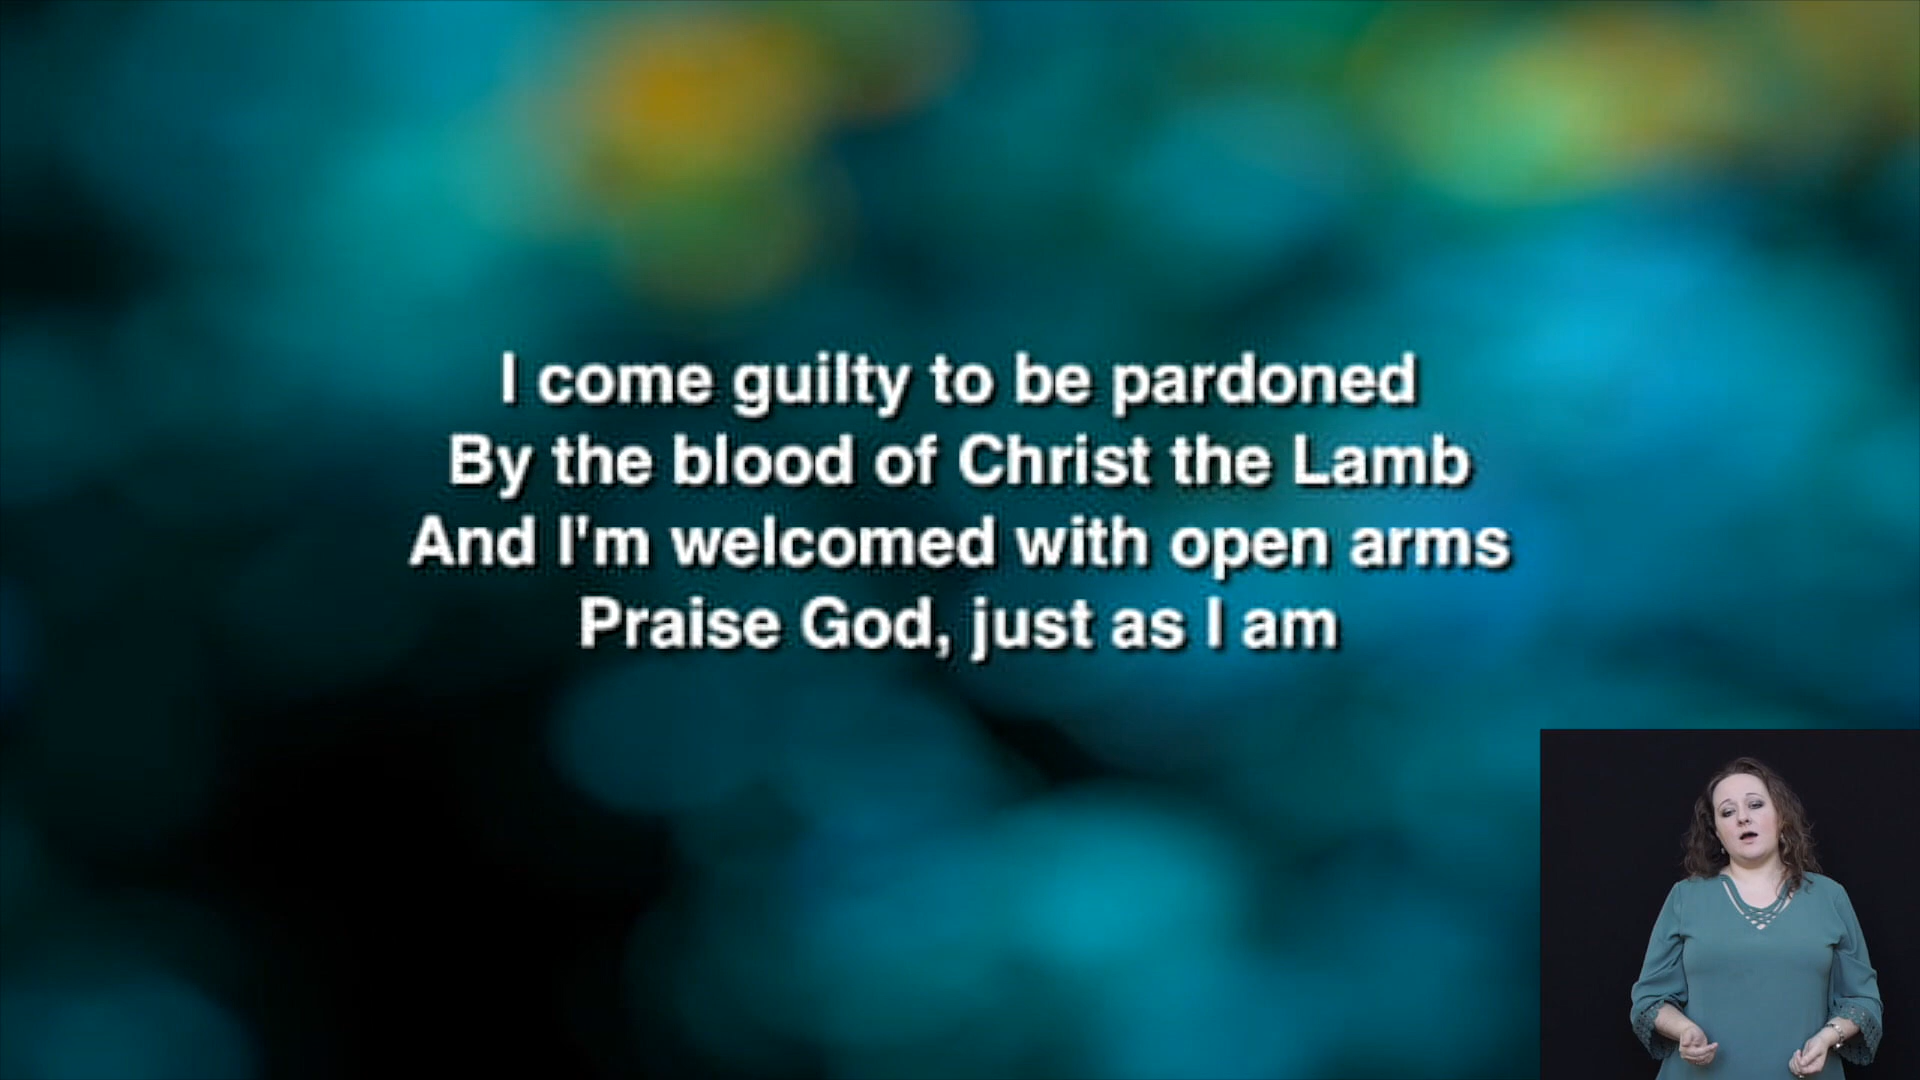 I come guilty to be pardoned
By the blood of Christ the Lamb
And I'm welcomed with open arms
Praise God, just as I am